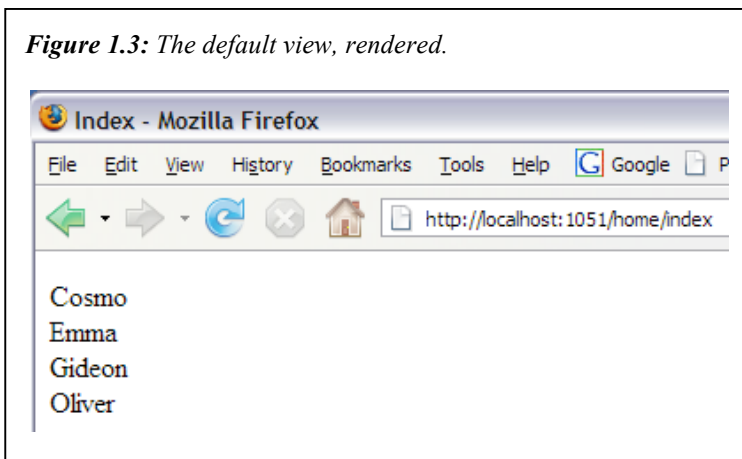 Figure 1.3: The default view, rendered.
Index - Mozilla Firefox
File Edit View History Bookmarks Tools Help G Google P
http://localhost:1051/home/index
Cosmo
Emma
Gideon
Oliver